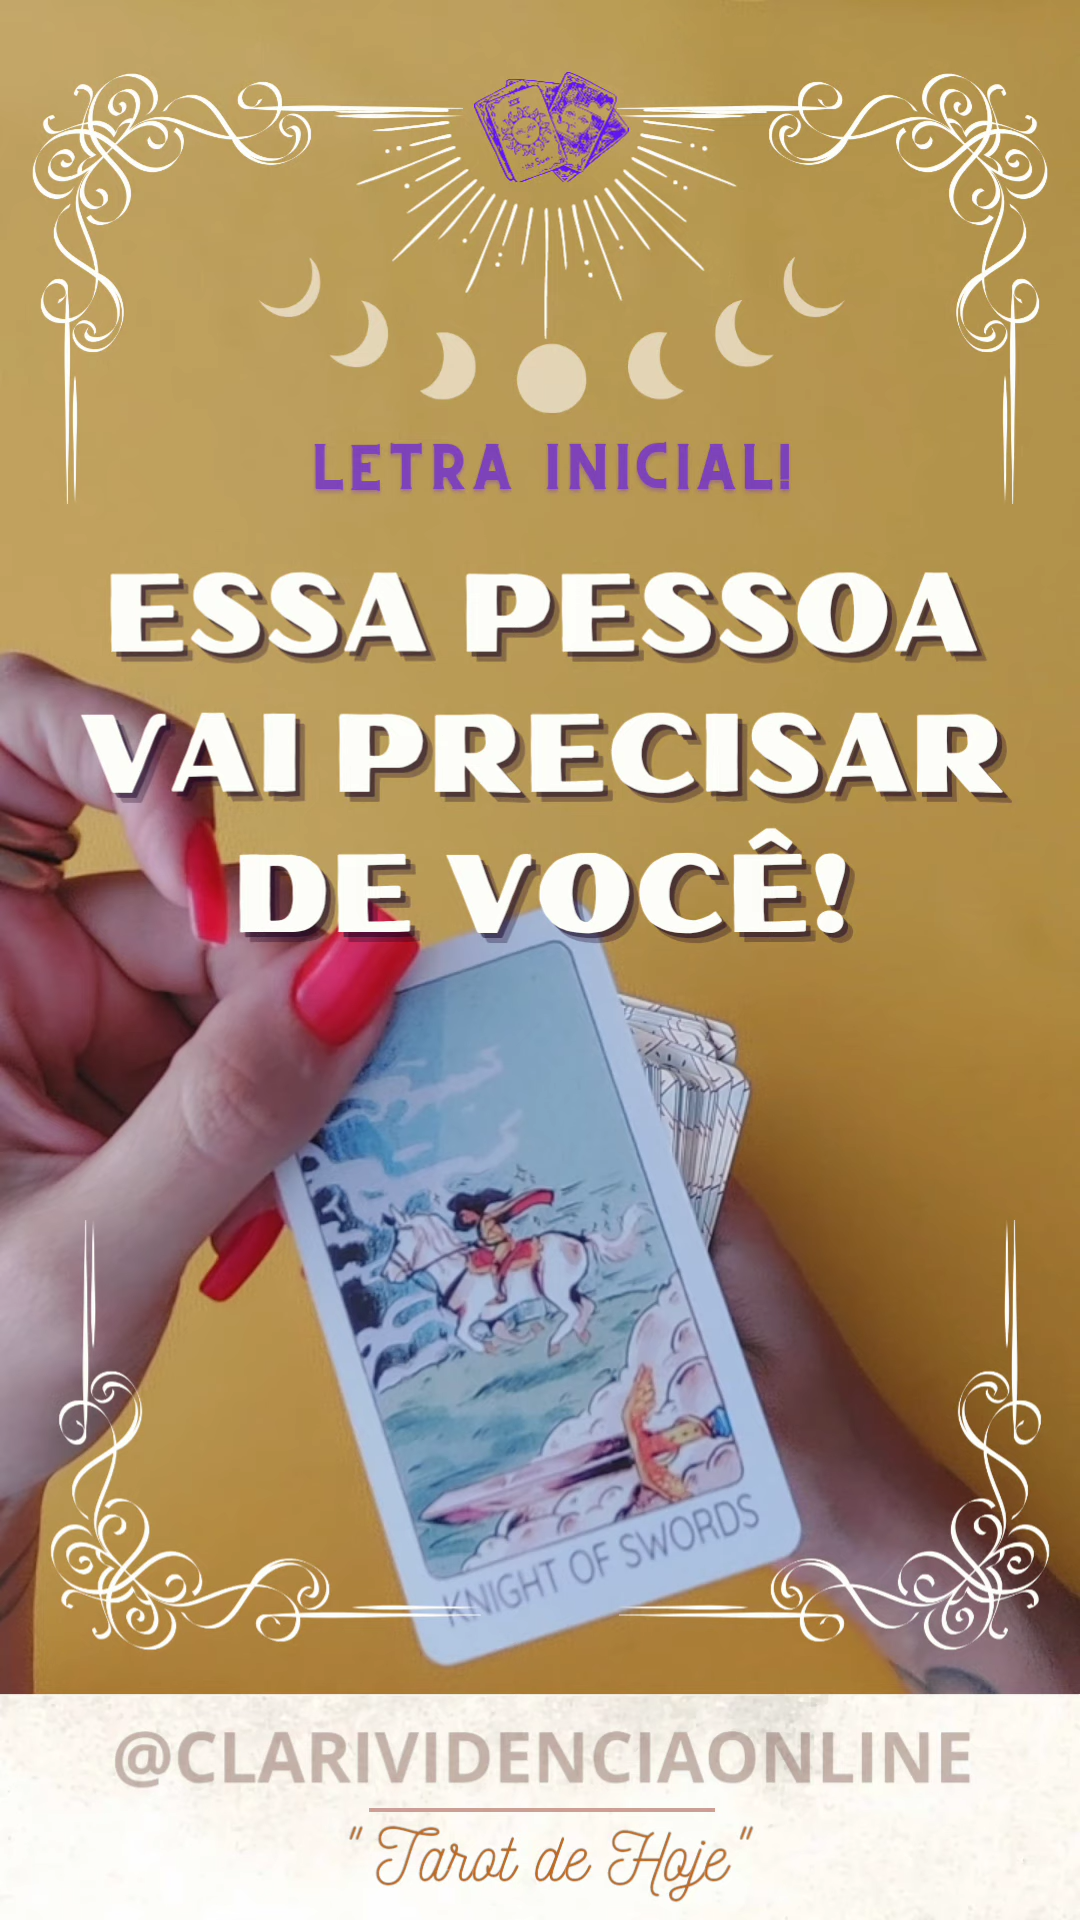 LETRA INICIAL!
ESSA PESSOA
VAI PRECISAR
DE VOCÊ!
KNIGHT OF SWORDS
@CLARIVIDENCIAONLINE
"Tarot de Hoje"